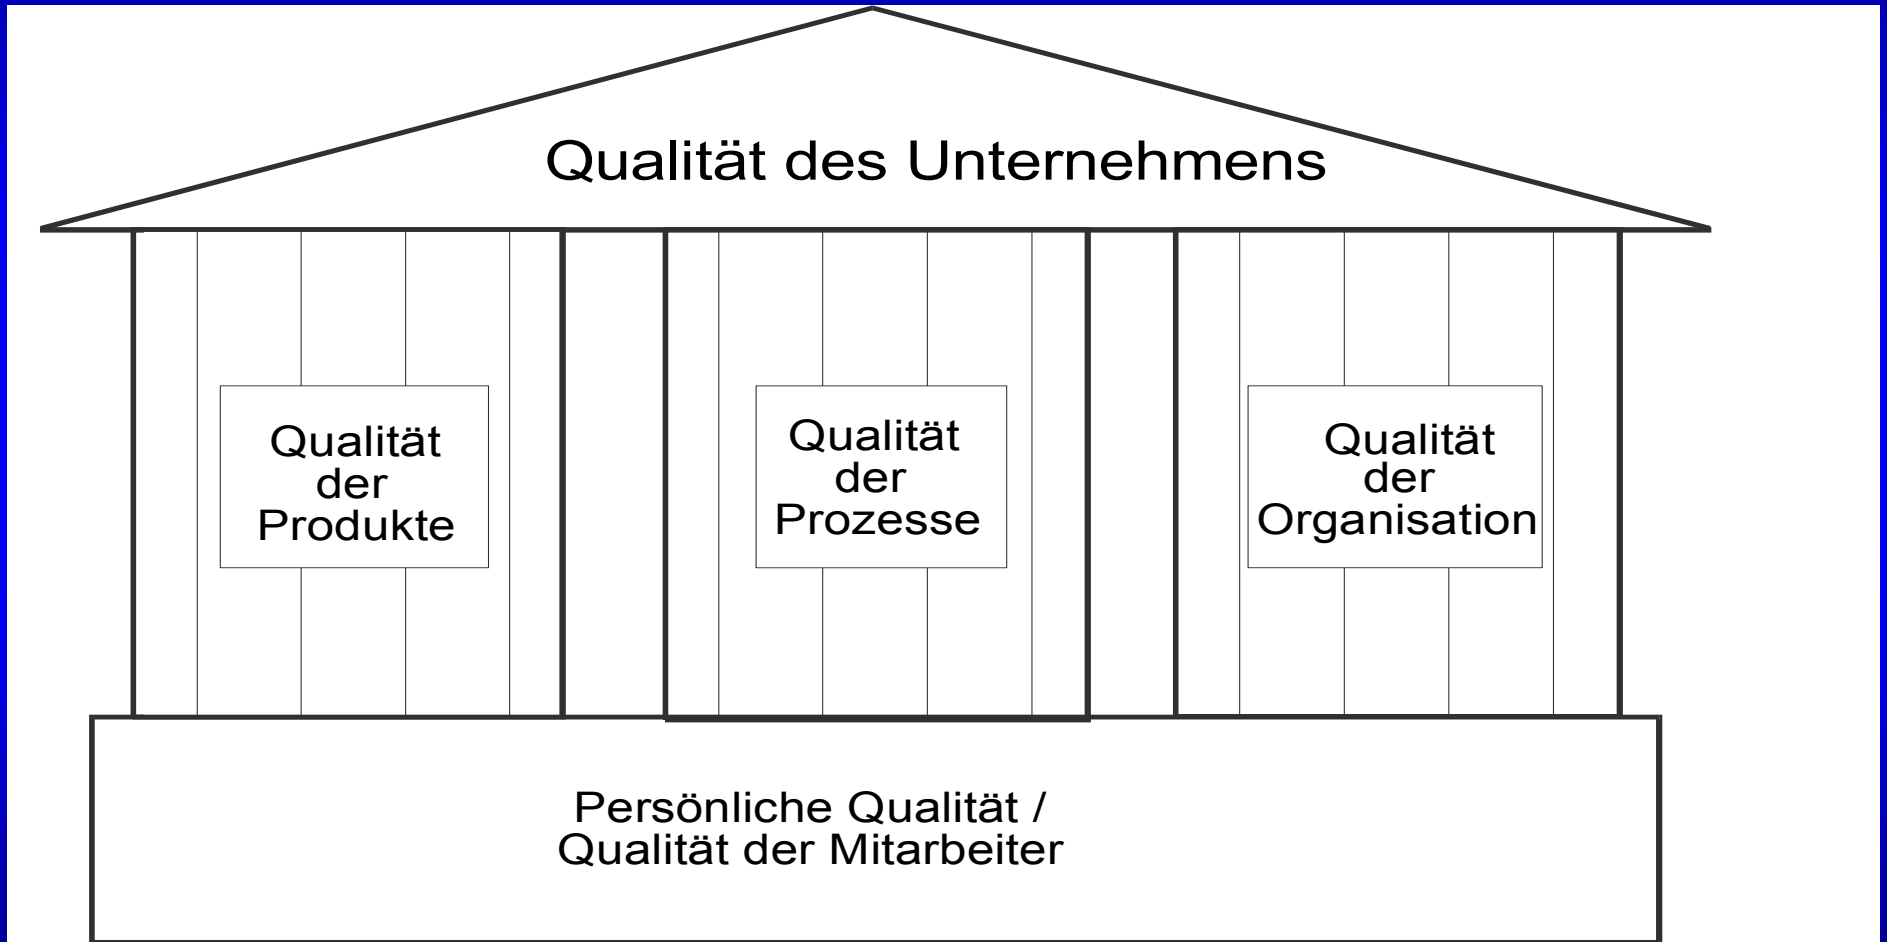 Qualität des Unternehmens
Qualität
der
Produkte
Qualität
der
Prozesse
Qualität
der
Organisation
Persönliche Qualität /
Qualität der Mitarbeiter